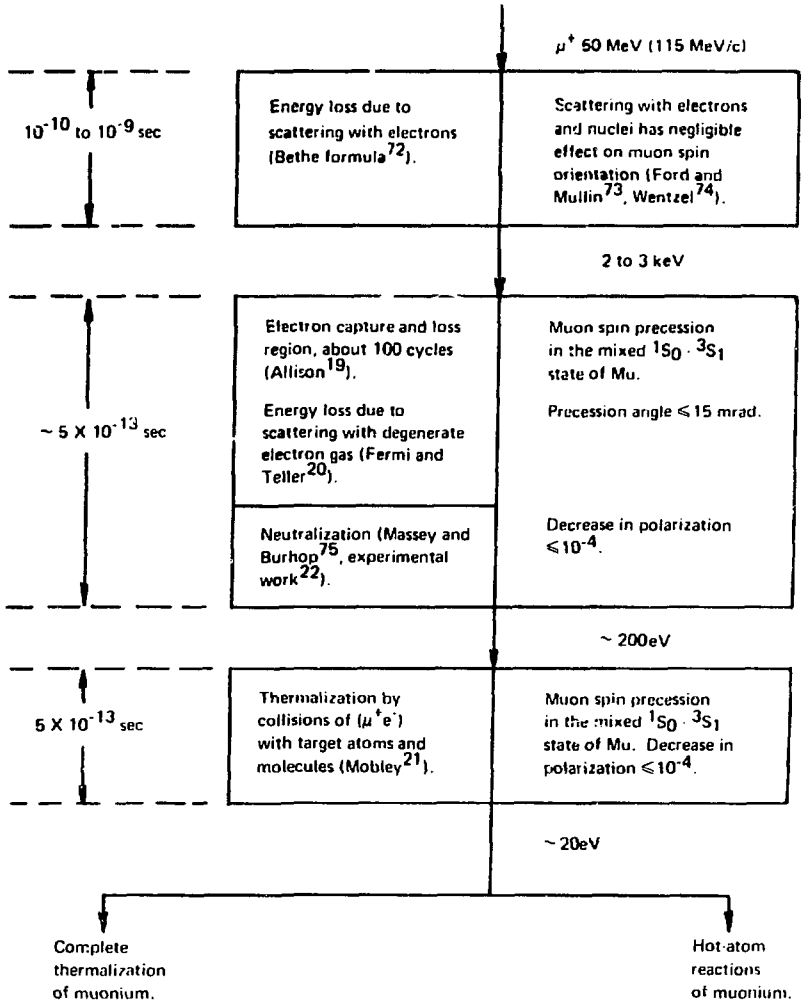 μ⁺ 50 MeV (115 MeV/c)
10⁻¹⁰ to 10⁻⁹ sec
Energy loss due to
scattering with electrons
(Bethe formula⁷²).
Scattering with electrons
and nuclei has negligible
effect on muon spin
orientation (Ford and
Mullin⁷³, Wentzel⁷⁴).
2 to 3 keV
~ 5 X 10⁻¹³ sec
Electron capture and loss
region, about 100 cycles
(Allison¹⁹).
Energy loss due to
scattering with degenerate
electron gas (Fermi and
Teller²⁰).
Neutralization (Massey and
Burhop⁷⁵, experimental
work²²).
Muon spin precession
in the mixed ¹S₀ · ³S₁
state of Mu.
Precession angle ⩽ 15 mrad.
Decrease in polarization
⩽10⁻⁴.
~ 200eV
5 X 10⁻¹³ sec
Thermalization by
collisions of (μ⁺e⁻)
with target atoms and
molecules (Mobley²¹).
Muon spin precession
in the mixed ¹S₀ · ³S₁
state of Mu. Decrease in
polarization ⩽10⁻⁴.
~ 20eV
Complete
thermalization
of muonium.
Hot-atom
reactions
of muonium.